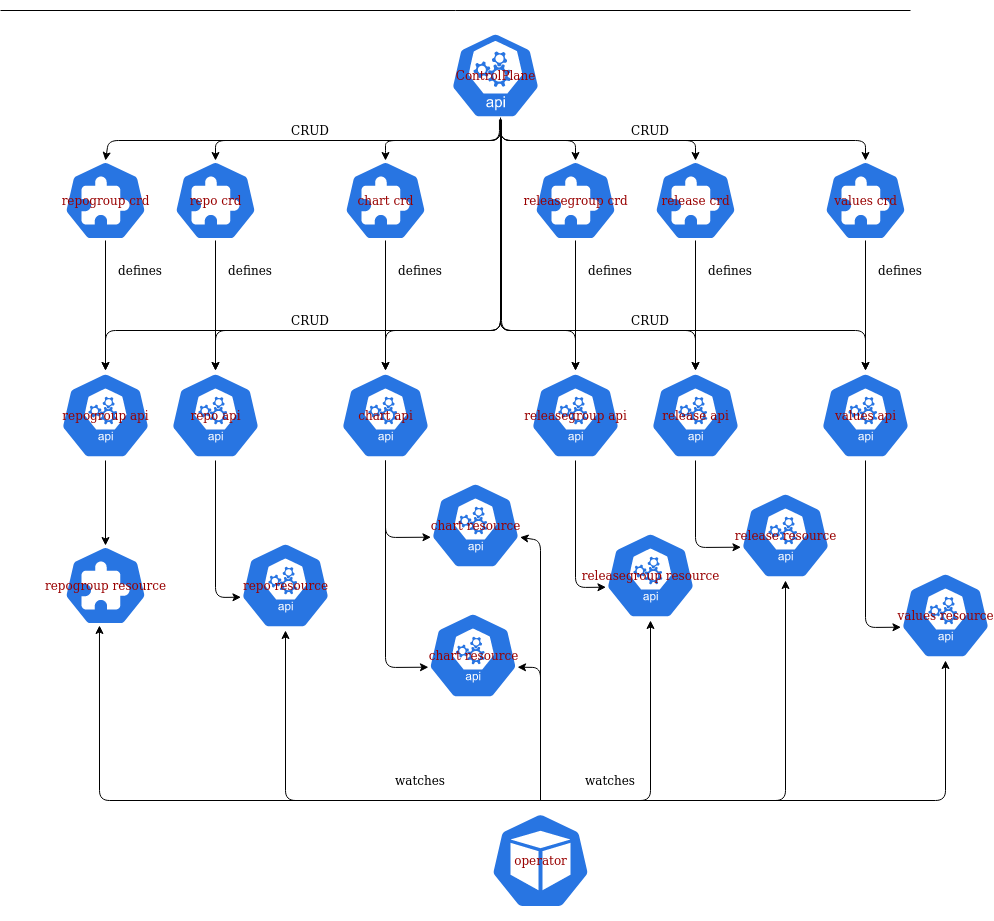 ControlPlane
api
CRUD
CRUD
repogroup crd
repo crd
chart crd
releasegroup crd
release crd
values crd
defines
defines
defines
defines
defines
defines
CRUD
CRUD
repogroup api
repo api
chart api
releasegroup api
release api
values api
api
api
api
api
api
api
chart resource
api
release resource
api
repogroup resource
repo resource
api
releasegroup resource
api
values resource
api
chart resource
api
watches
watches
operator